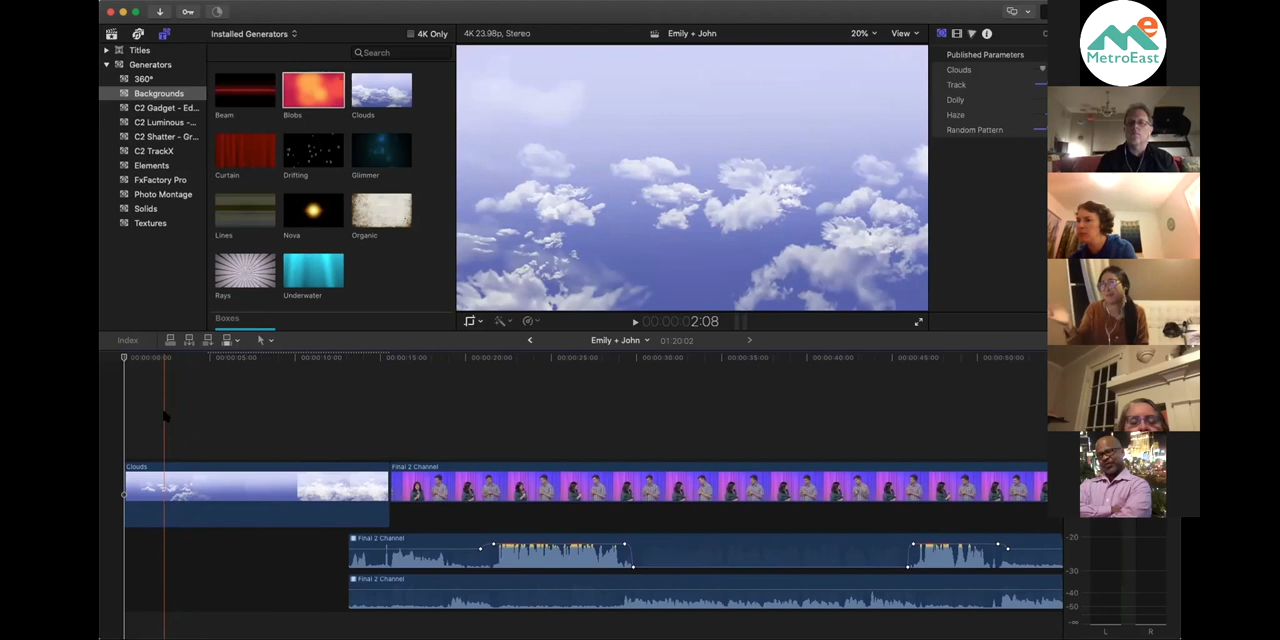 Installed Generators
4K Only
4K 23.98p, Stereo
Emily + John
20%
View
Search
Titles
Generators
360°
Backgrounds
C2 Gadget - Ed...
C2 Luminous -...
C2 Shatter - Gr...
C2 TrackX
Elements
FxFactory Pro
Photo Montage
Solids
Textures
Beam
Blobs
Clouds
Curtain
Drifting
Glimmer
Lines
Nova
Organic
Rays
Underwater
Boxes
00:00:00:02:08
Published Parameters
Clouds
Track
Dolly
Haze
Random Pattern
Me
MetroEast
Index
Emily + John
01:20:02
00:00:00:00
00:00:05:00
00:00:10:00
00:00:15:00
00:00:20:00
00:00:25:00
00:00:30:00
00:00:35:00
00:00:40:00
00:00:45:00
00:00:50:00
Clouds
Final 2 Channel
Final 2 Channel
Final 2 Channel
-20
-30
-40
-50
-∞
L
R